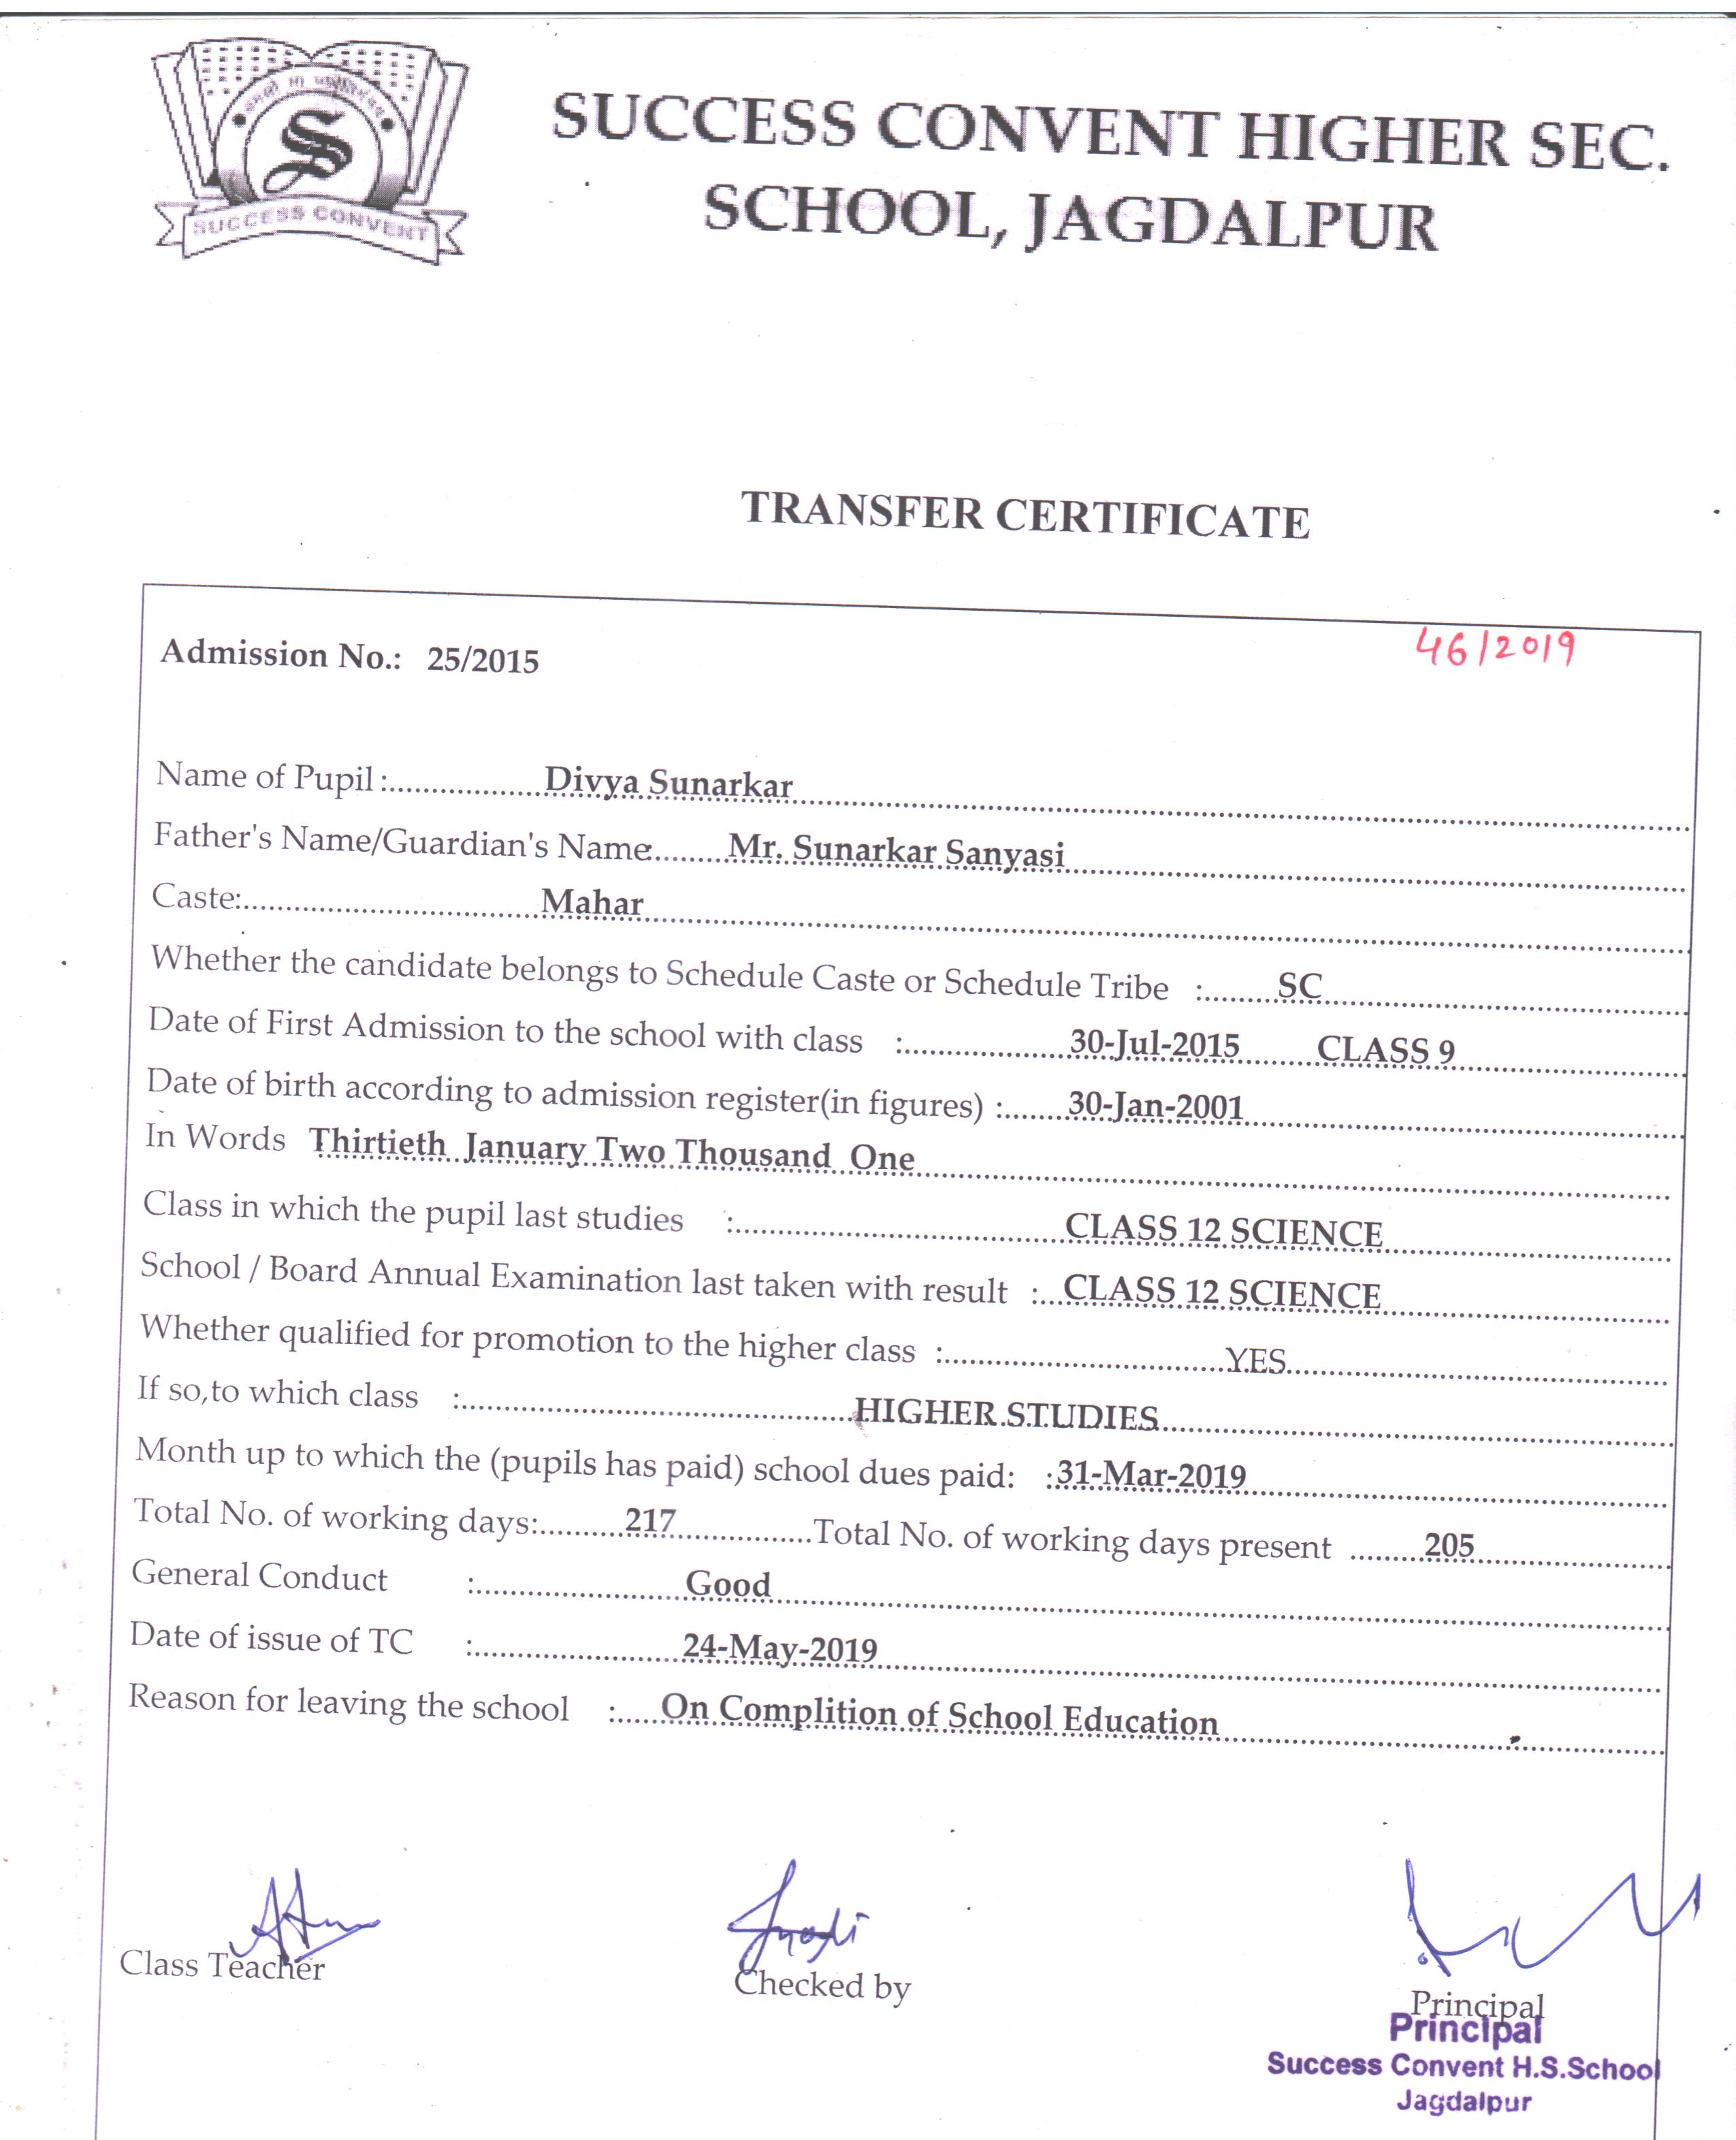 SUCCESS CONVENT
SUCCESS CONVENT HIGHER SEC.
SCHOOL, JAGDALPUR
TRANSFER CERTIFICATE
Admission No.: 25/2015 46/2019
Name of Pupil :..................Divya Sunarkar
Father's Name/Guardian's Name........Mr. Sunarkar Sanyasi
Caste:..................Mahar
Whether the candidate belongs to Schedule Caste or Schedule Tribe :........SC
Date of First Admission to the school with class :..................30-Jul-2015........CLASS 9
Date of birth according to admission register(in figures) :.......30-Jan-2001
In Words Thirtieth January Two Thousand One
Class in which the pupil last studies :..................CLASS 12 SCIENCE
School / Board Annual Examination last taken with result :...CLASS 12 SCIENCE
Whether qualified for promotion to the higher class :..................YES
If so,to which class :..................HIGHER STUDIES
Month up to which the (pupils has paid) school dues paid: :31-Mar-2019
Total No. of working days:.........217..............Total No. of working days present ........205
General Conduct :..................Good
Date of issue of TC :..................24-May-2019
Reason for leaving the school :.....On Complition of School Education
Class Teacher
Checked by
Principal
Principal
Success Convent H.S.School
Jagdalpur